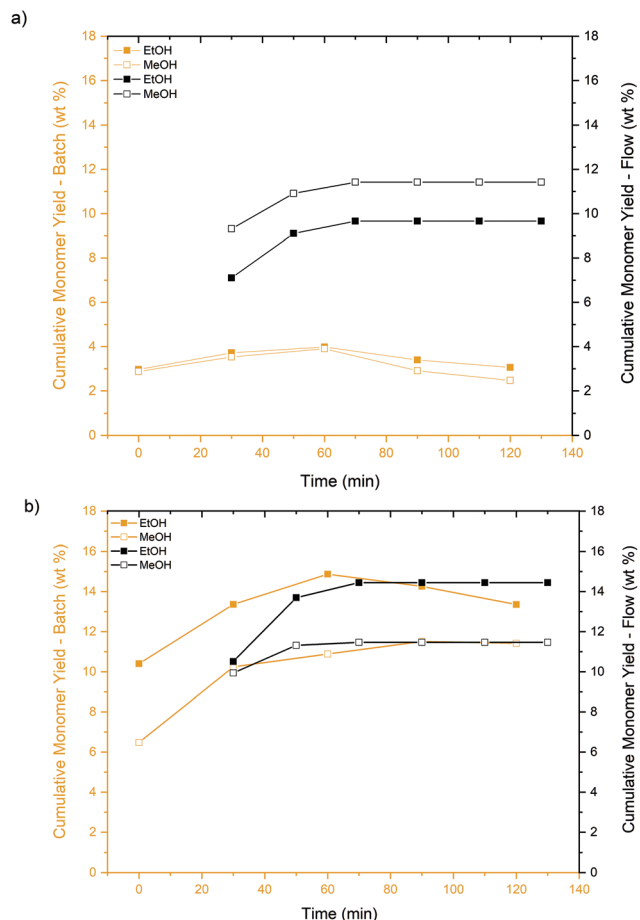 a)
18 18
EtOH
MeOH
EtOH
MeOH
16 16
14 14
12 12
10 10
8 8
6 6
4 4
2 2
0 0
0 20 40 60 80 100 120 140
Time (min)
Cumulative Monomer Yield - Batch (wt %)
Cumulative Monomer Yield - Flow (wt %)
b)
18 18
EtOH
MeOH
EtOH
MeOH
16 16
14 14
12 12
10 10
8 8
6 6
4 4
2 2
0 0
0 20 40 60 80 100 120 140
Time (min)
Cumulative Monomer Yield - Batch (wt %)
Cumulative Monomer Yield - Flow (wt %)